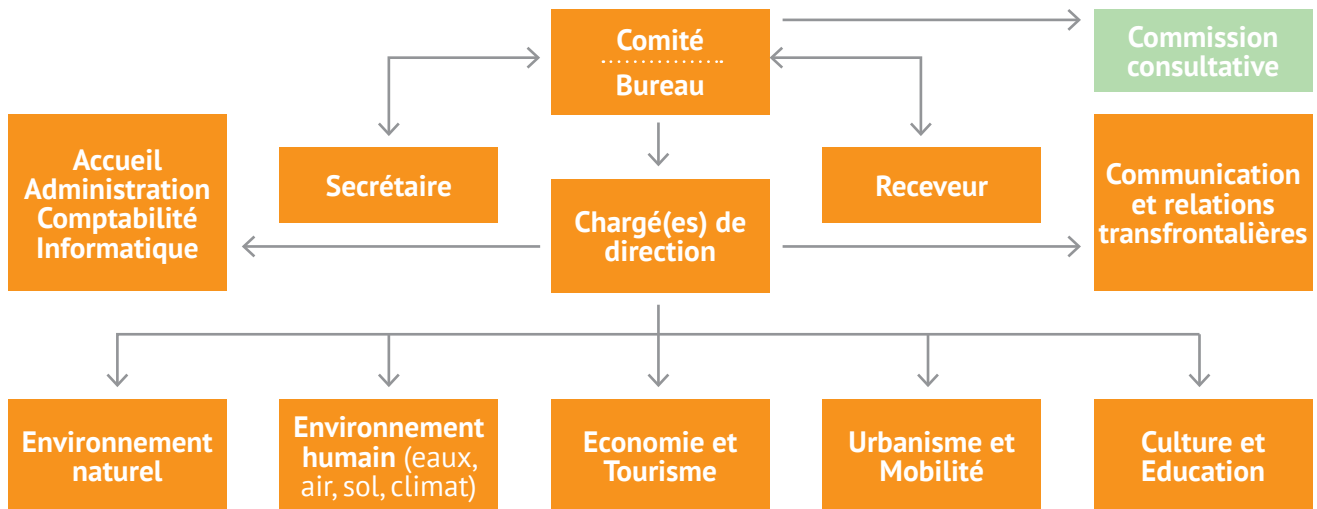 Comité
Bureau
Commission
consultative
Accueil
Administration
Comptabilité
Informatique
Secrétaire
Receveur
Communication
et relations
transfrontalières
Chargé(es) de
direction
Environnement
naturel
Environnement
humain (eaux,
air, sol, climat)
Economie et
Tourisme
Urbanisme et
Mobilité
Culture et
Education